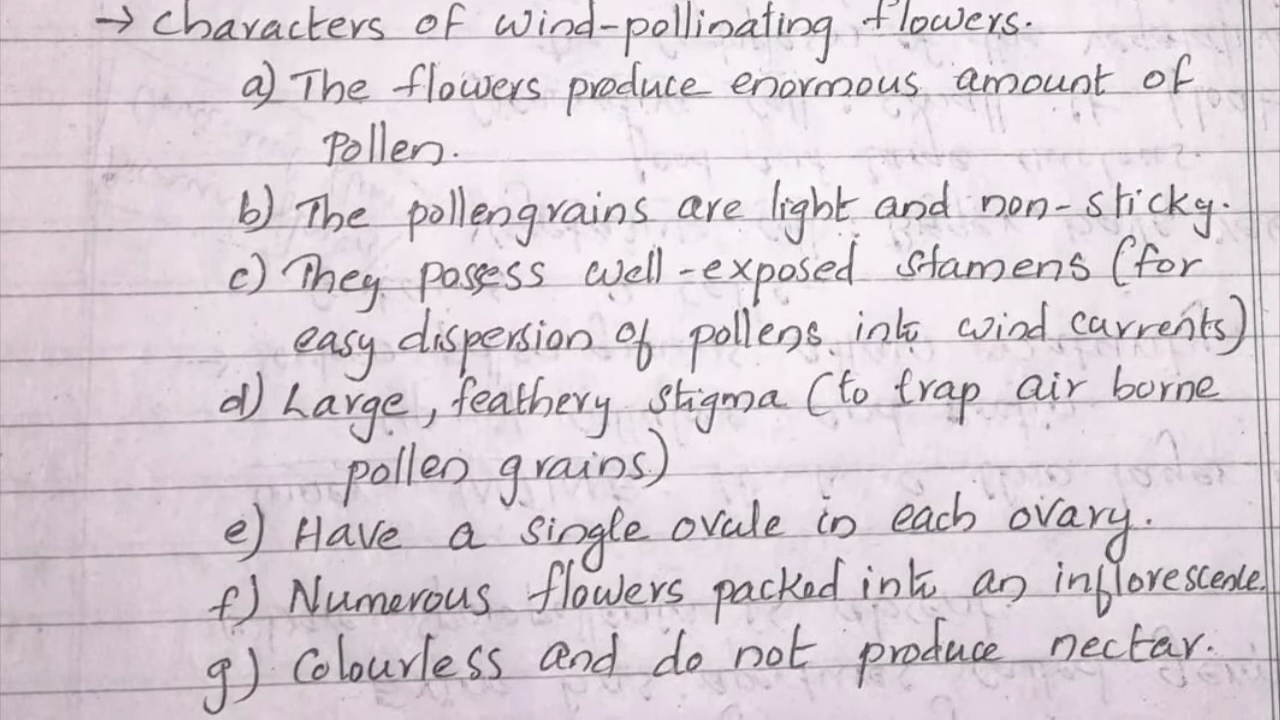 → Characters of wind-pollinating flowers.
a) The flowers produce enormous amount of
Pollen.
b) The pollengrains are light and non-sticky.
c) They possess well-exposed stamens (for
easy dispersion of pollens into wind currents)
d) Large, feathery stigma (to trap air borne
pollen grains)
e) Have a single ovule in each ovary.
f) Numerous flowers packed into an inflorescence.
g) Colourless and do not produce nectar.